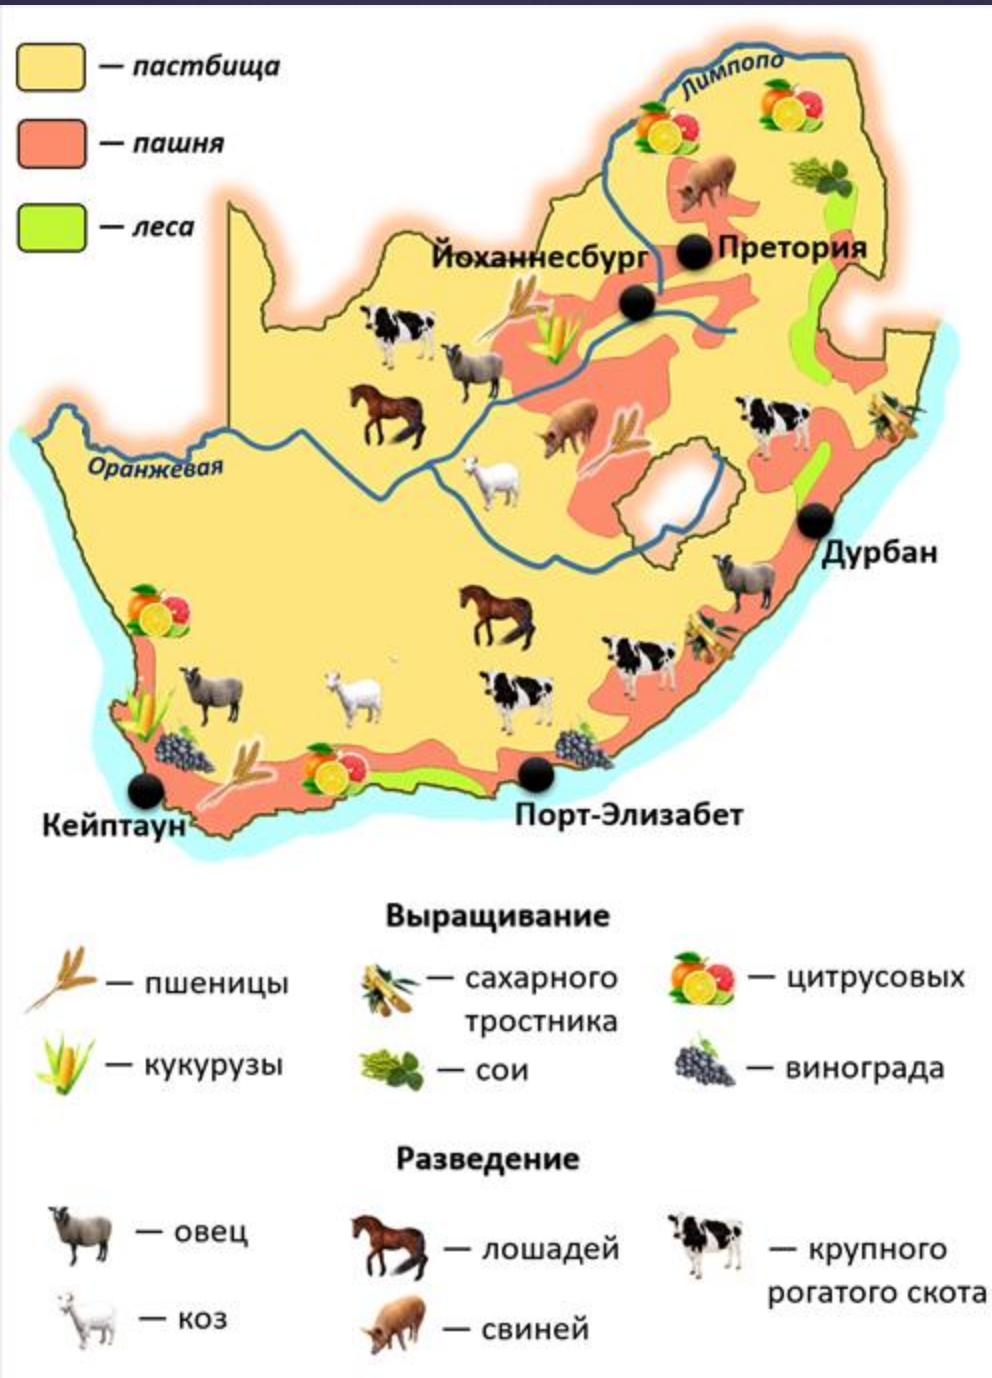 — пастбища
— пашня
— леса
Лимпопо
Йоханнесбург
Претория
Оранжевая
Дурбан
Кейптаун
Порт-Элизабет
Выращивание
— пшеницы
— сахарного
тростника
— цитрусовых
— кукурузы
— сои
— винограда
Разведение
— овец
— лошадей
— крупного
рогатого скота
— коз
— свиней